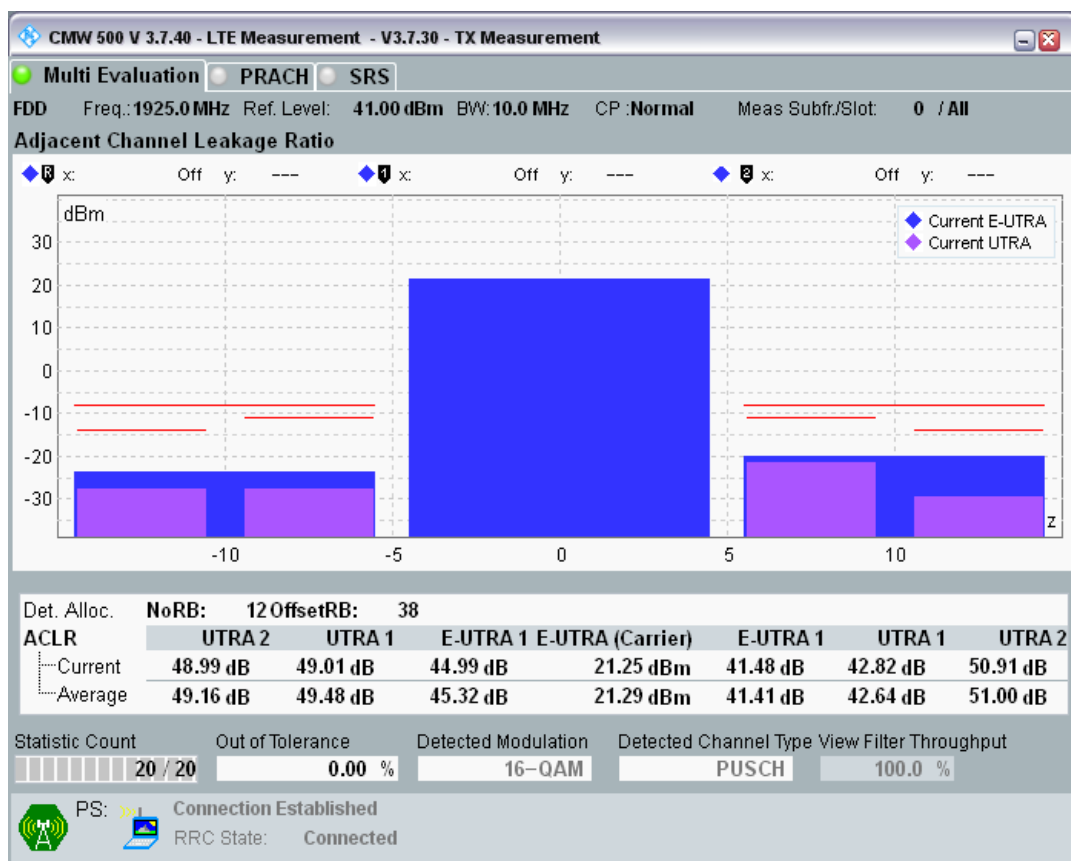 CMW 500 V 3.7.40 - LTE Measurement - V3.7.30 - TX Measurement
Multi Evaluation PRACH SRS
FDD Freq.: 1925.0 MHz Ref. Level: 41.00 dBm BW: 10.0 MHz CP :Normal Meas Subfr./Slot: 0 / All
Adjacent Channel Leakage Ratio
R x: Off y: --- 1 x: Off y: --- 2 x: Off y: ---
dBm
Current E-UTRA
Current UTRA
30
20
10
0
-10
-20
-30
z
-10 -5 0 5 10
Det. Alloc. NoRB: 12 OffsetRB: 38
ACLR UTRA 2 UTRA 1 E-UTRA 1 E-UTRA (Carrier) E-UTRA 1 UTRA 1 UTRA 2
Current 48.99 dB 49.01 dB 44.99 dB 21.25 dBm 41.48 dB 42.82 dB 50.91 dB
Average 49.16 dB 49.48 dB 45.32 dB 21.29 dBm 41.41 dB 42.64 dB 51.00 dB
Statistic Count Out of Tolerance Detected Modulation Detected Channel Type View Filter Throughput
20 / 20 0.00 % 16-QAM PUSCH 100.0 %
PS: Connection Established
RRC State: Connected